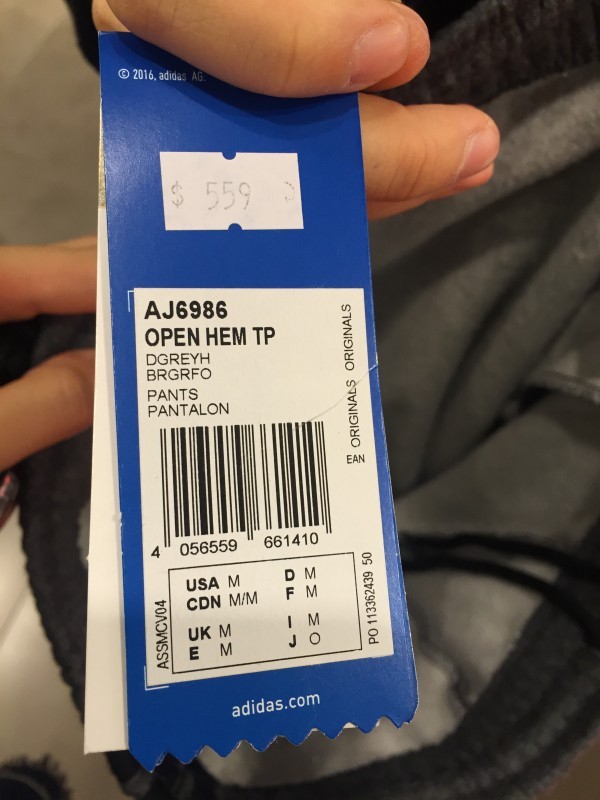 © 2016, adidas AG.
$ 559
AJ6986
OPEN HEM TP
DGREYH
BRGRFO
PANTS
PANTALON
ORIGINALS ORIGINALS
EAN
4 056559 661410
ASSMCV04
USA M
D M
CDN M/M
F M
UK M
I M
E M
J O
PO 113362439 50
adidas.com